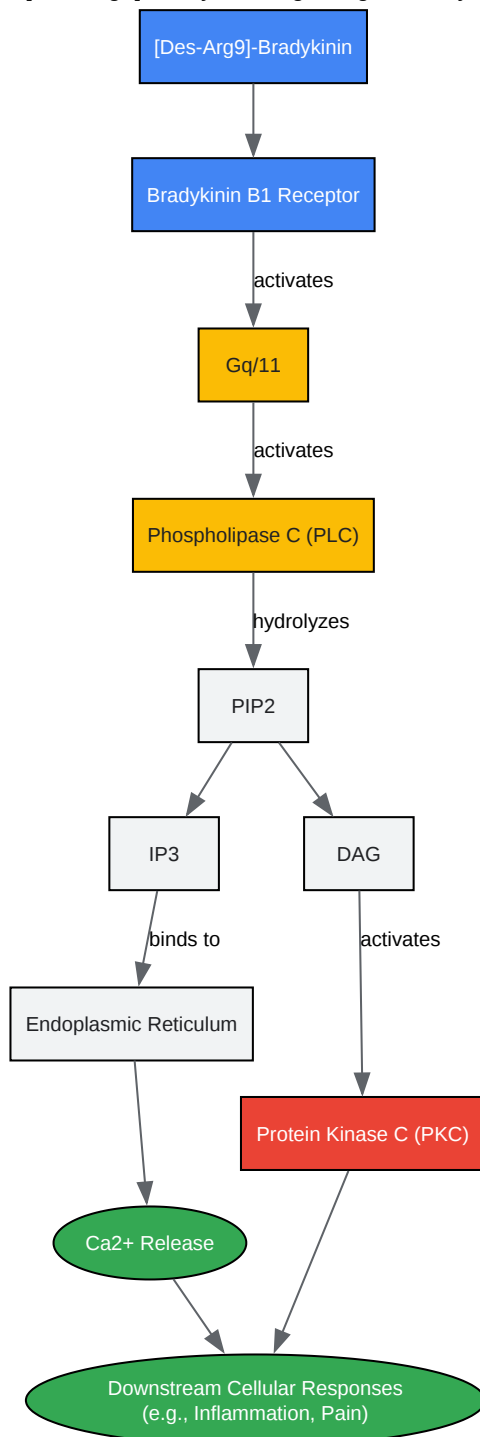 [Des-Arg9]-Bradykinin
Bradykinin B1 Receptor
activates
Gq/11
activates
Phospholipase C (PLC)
hydrolyzes
PIP2
IP3
DAG
binds to
activates
Endoplasmic Reticulum
Protein Kinase C (PKC)
Ca2+ Release
Downstream Cellular Responses
(e.g., Inflammation, Pain)